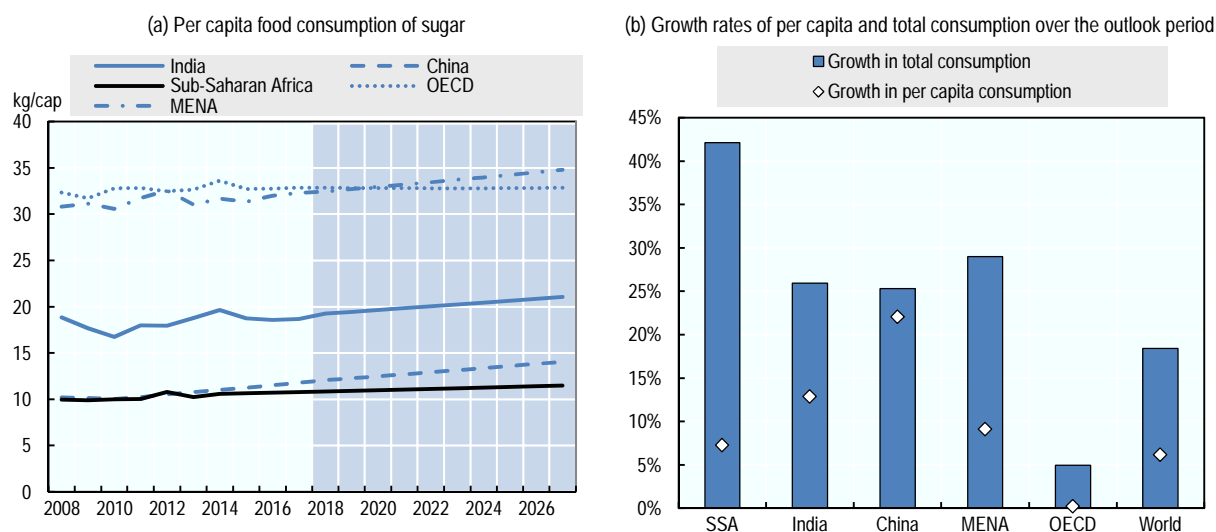 (a) Per capita food consumption of sugar
India
China
Sub-Saharan Africa
OECD
MENA
kg/cap
40
35
30
25
20
15
10
5
0
2008 2010 2012 2014 2016 2018 2020 2022 2024 2026
(b) Growth rates of per capita and total consumption over the outlook period
Growth in total consumption
Growth in per capita consumption
45%
40%
35%
30%
25%
20%
15%
10%
5%
0%
SSA India China MENA OECD World